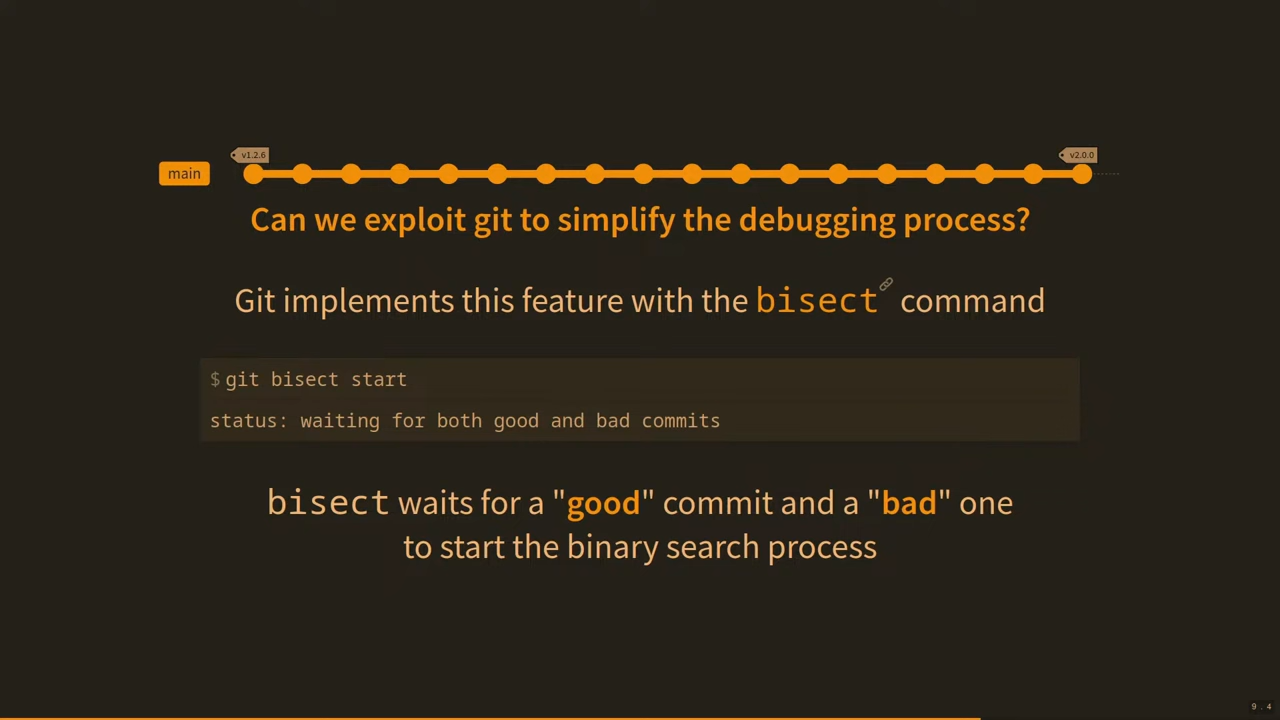 v1.2.6
v2.0.0
main
Can we exploit git to simplify the debugging process?
Git implements this feature with the bisect command
$ git bisect start
status: waiting for both good and bad commits
bisect waits for a "good" commit and a "bad" one
to start the binary search process
9.4